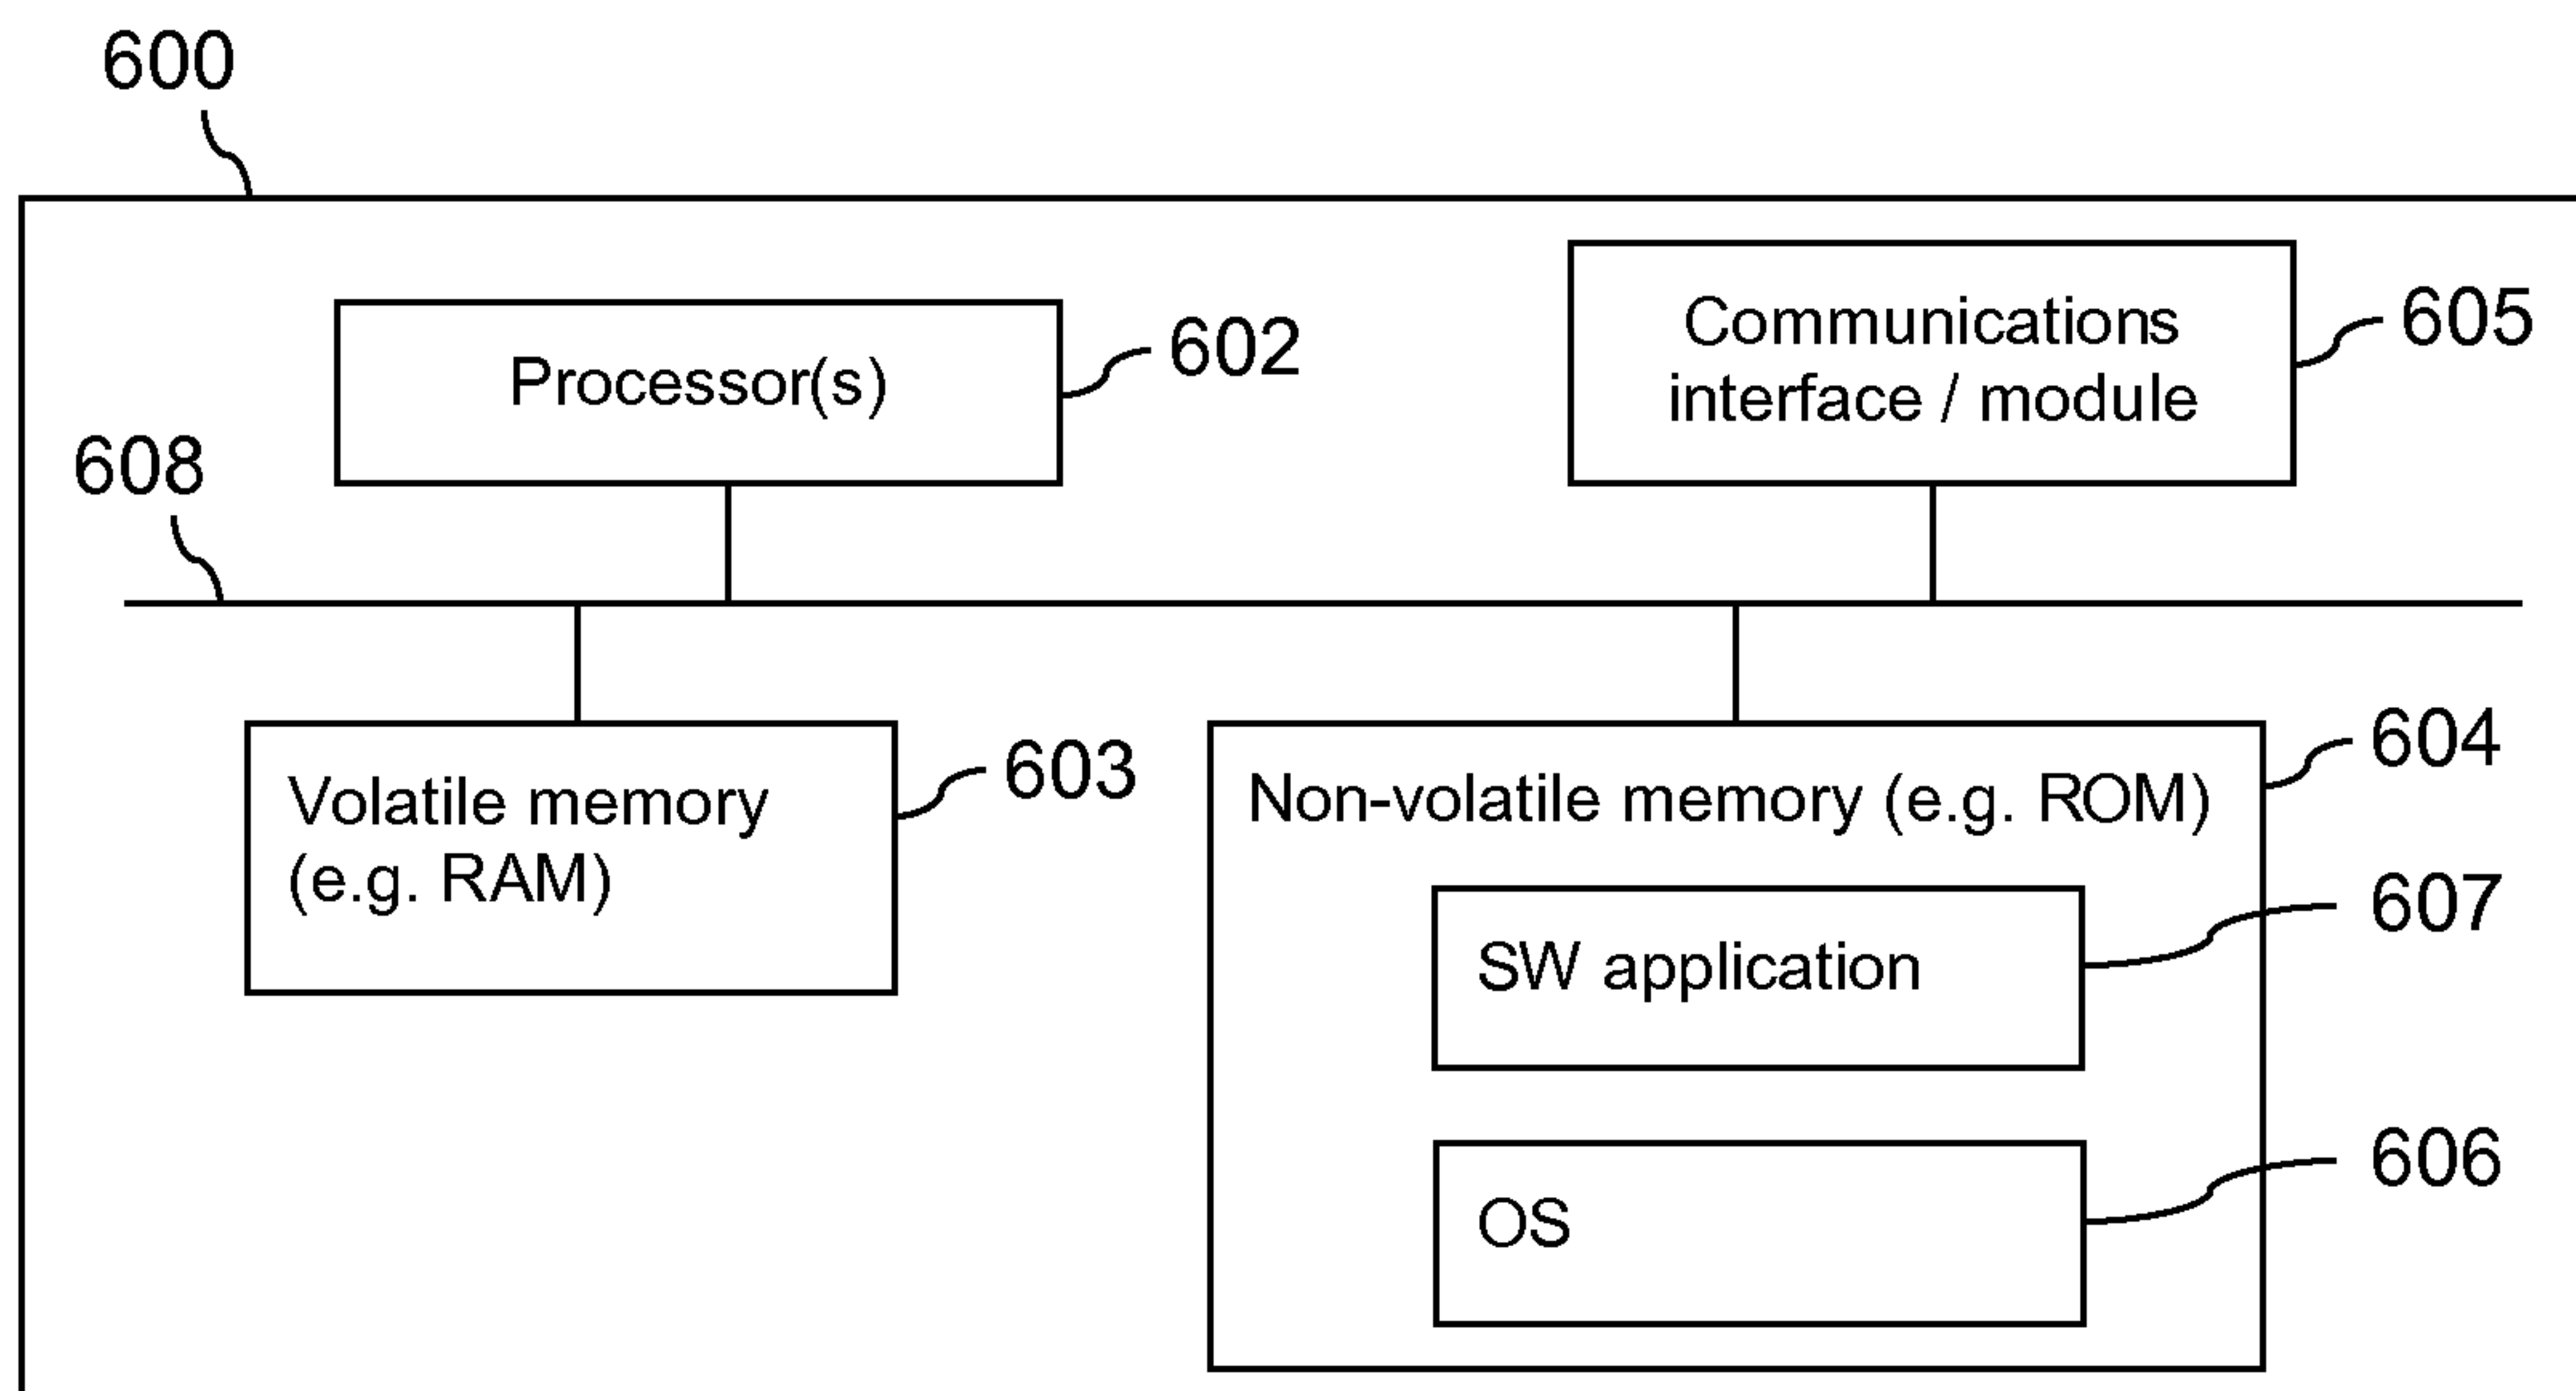 600
Communications
interface / module
605
Processor(s)
602
608
Volatile memory
(e.g. RAM)
603
Non-volatile memory (e.g. ROM)
604
SW application
607
OS
606